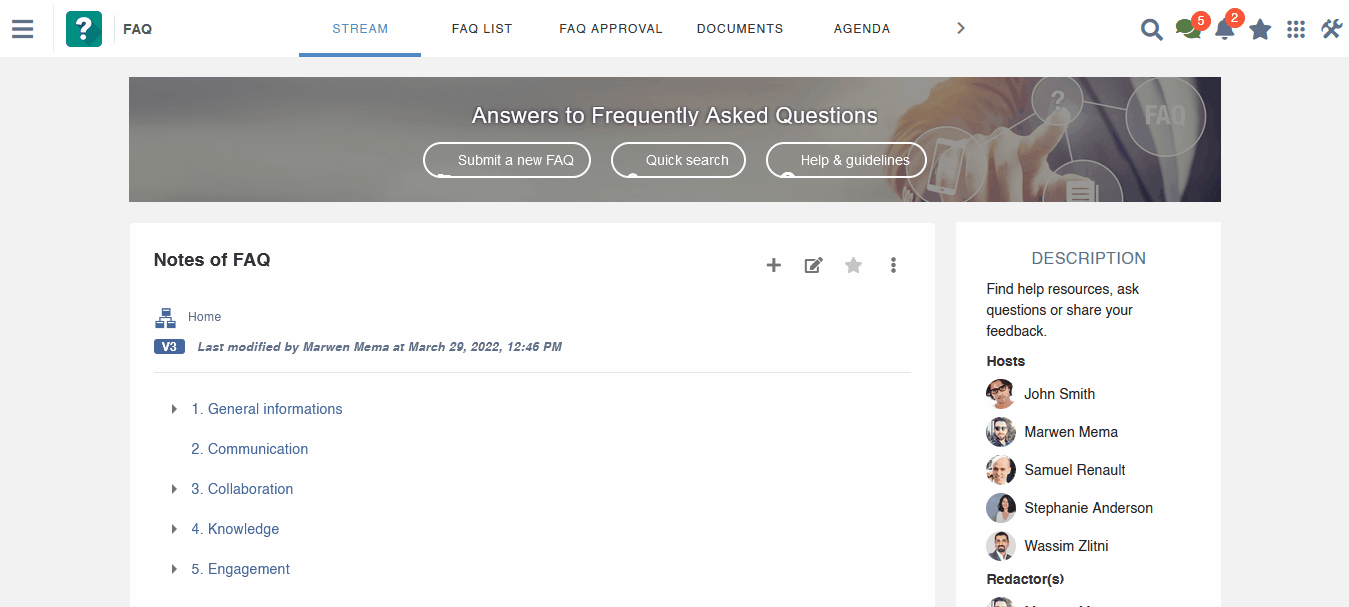 ?
FAQ
STREAM
FAQ LIST
FAQ APPROVAL
DOCUMENTS
AGENDA
5
2
Answers to Frequently Asked Questions
Submit a new FAQ
Quick search
Help & guidelines
?
FAQ
Notes of FAQ
Home
V3 Last modified by Marwen Mema at March 29, 2022, 12:46 PM
1. General informations
2. Communication
3. Collaboration
4. Knowledge
5. Engagement
DESCRIPTION
Find help resources, ask
questions or share your
feedback.
Hosts
John Smith
Marwen Mema
Samuel Renault
Stephanie Anderson
Wassim Zlitni
Redactor(s)